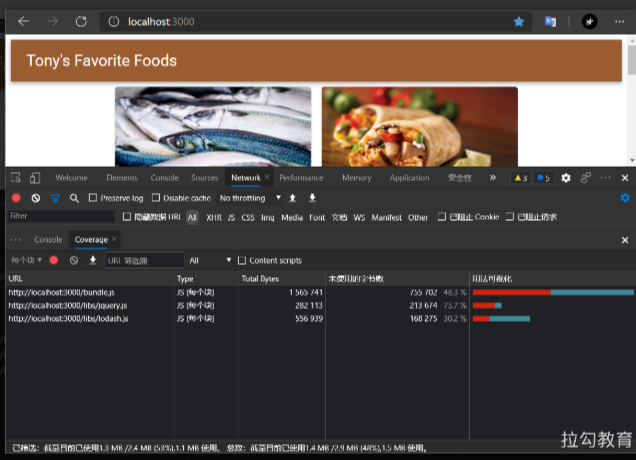 localhost:3000
Tony's Favorite Foods
Welcome Elements Console Sources Network × Performance Memory Application 安全性 » 3 5 ··· ×
Preserve log Disable cache No throttling ▼
Filter 隐藏数据 URL All XHR JS CSS Img Media Font 文档 WS Manifest Other 已阻止 Cookie 已阻止请求
··· Console Coverage × ×
每个块 ▼ URL 筛选器 All ▼ Content scripts
URL Type Total Bytes 未使用的字节数 用法可视化
http://localhost:3000/bundle.js JS (每个块) 1 565 741 755 702 48.3 %
http://localhost:3000/libs/jquery.js JS (每个块) 282 113 213 674 75.7 %
http://localhost:3000/libs/lodash.js JS (每个块) 556 939 168 275 30.2 %
已筛选：截至目前已使用1.3 MB /2.4 MB (53%),1.1 MB 使用。 总数：截至目前已使用1.4 MB /2.9 MB (48%),1.5 MB 使用。
拉勾教育